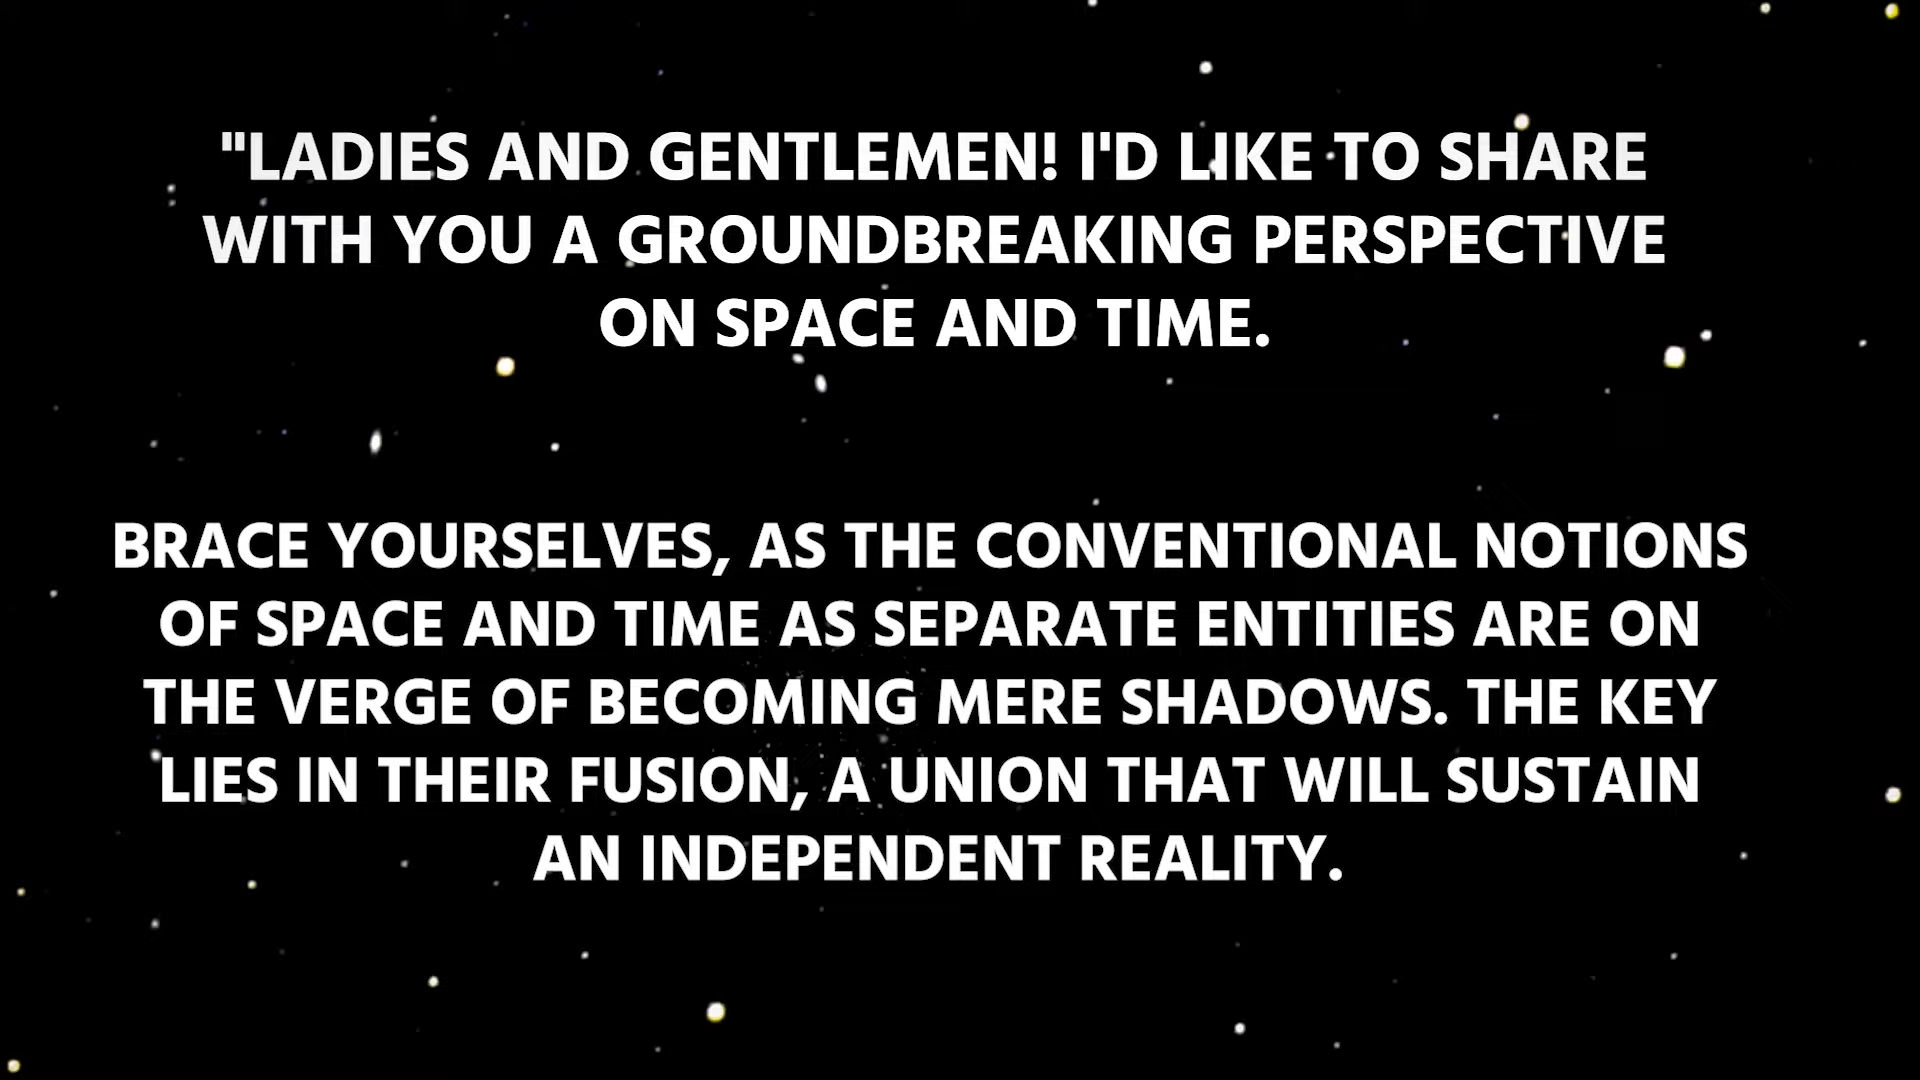 "LADIES AND GENTLEMEN! I'D LIKE TO SHARE
WITH YOU A GROUNDBREAKING PERSPECTIVE
ON SPACE AND TIME.
BRACE YOURSELVES, AS THE CONVENTIONAL NOTIONS
OF SPACE AND TIME AS SEPARATE ENTITIES ARE ON
THE VERGE OF BECOMING MERE SHADOWS. THE KEY
LIES IN THEIR FUSION, A UNION THAT WILL SUSTAIN
AN INDEPENDENT REALITY.